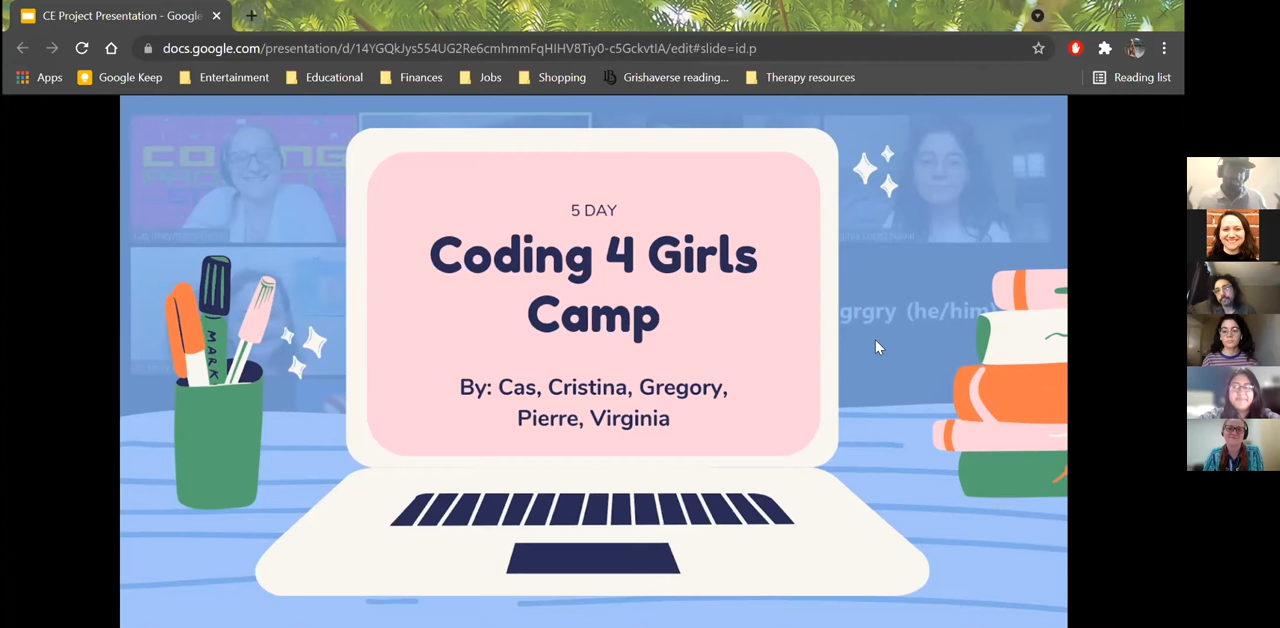 CE Project Presentation - Google
docs.google.com/presentation/d/14YGQkJys554UG2Re6cmhmmFqHIHV8Tiy0-c5GckvtIA/edit#slide=id.p
Apps Google Keep Entertainment Educational Finances Jobs Shopping Grishaverse reading... Therapy resources Reading list
CODING
5 DAY
Coding 4 Girls
Camp
By: Cas, Cristina, Gregory,
Pierre, Virginia
MARK
grgry (he/him)